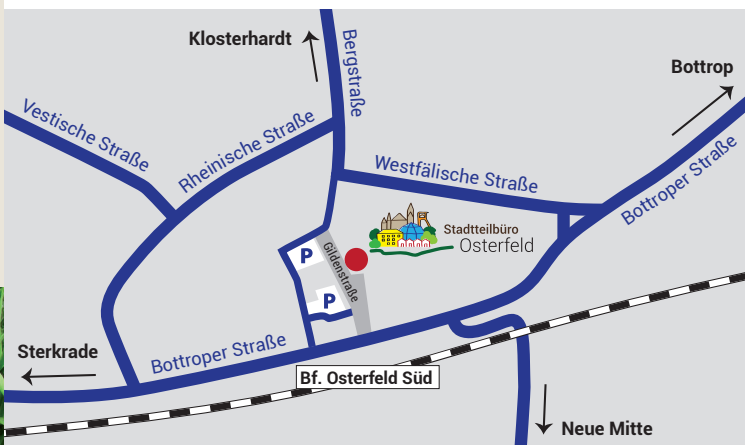 Klosterhardt
Bergstraße
Bottrop
Vestische Straße
Rheinische Straße
Westfälische Straße
Bottroper Straße
Stadtteilbüro
Osterfeld
P
Gildenstraße
P
Sterkrade
Bottroper Straße
Bf. Osterfeld Süd
Neue Mitte